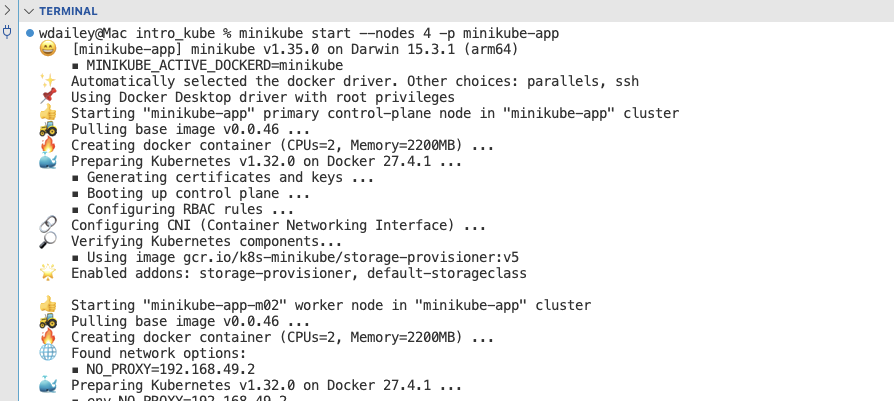 TERMINAL
wdailey@Mac intro_kube % minikube start --nodes 4 -p minikube-app
[minikube-app] minikube v1.35.0 on Darwin 15.3.1 (arm64)
▪ MINIKUBE_ACTIVE_DOCKERD=minikube
Automatically selected the docker driver. Other choices: parallels, ssh
Using Docker Desktop driver with root privileges
Starting "minikube-app" primary control-plane node in "minikube-app" cluster
Pulling base image v0.0.46 ...
Creating docker container (CPUs=2, Memory=2200MB) ...
Preparing Kubernetes v1.32.0 on Docker 27.4.1 ...
▪ Generating certificates and keys ...
▪ Booting up control plane ...
▪ Configuring RBAC rules ...
Configuring CNI (Container Networking Interface) ...
Verifying Kubernetes components...
▪ Using image gcr.io/k8s-minikube/storage-provisioner:v5
Enabled addons: storage-provisioner, default-storageclass
Starting "minikube-app-m02" worker node in "minikube-app" cluster
Pulling base image v0.0.46 ...
Creating docker container (CPUs=2, Memory=2200MB) ...
Found network options:
▪ NO_PROXY=192.168.49.2
Preparing Kubernetes v1.32.0 on Docker 27.4.1 ...
▪ env NO_PROXY=192.168.49.2